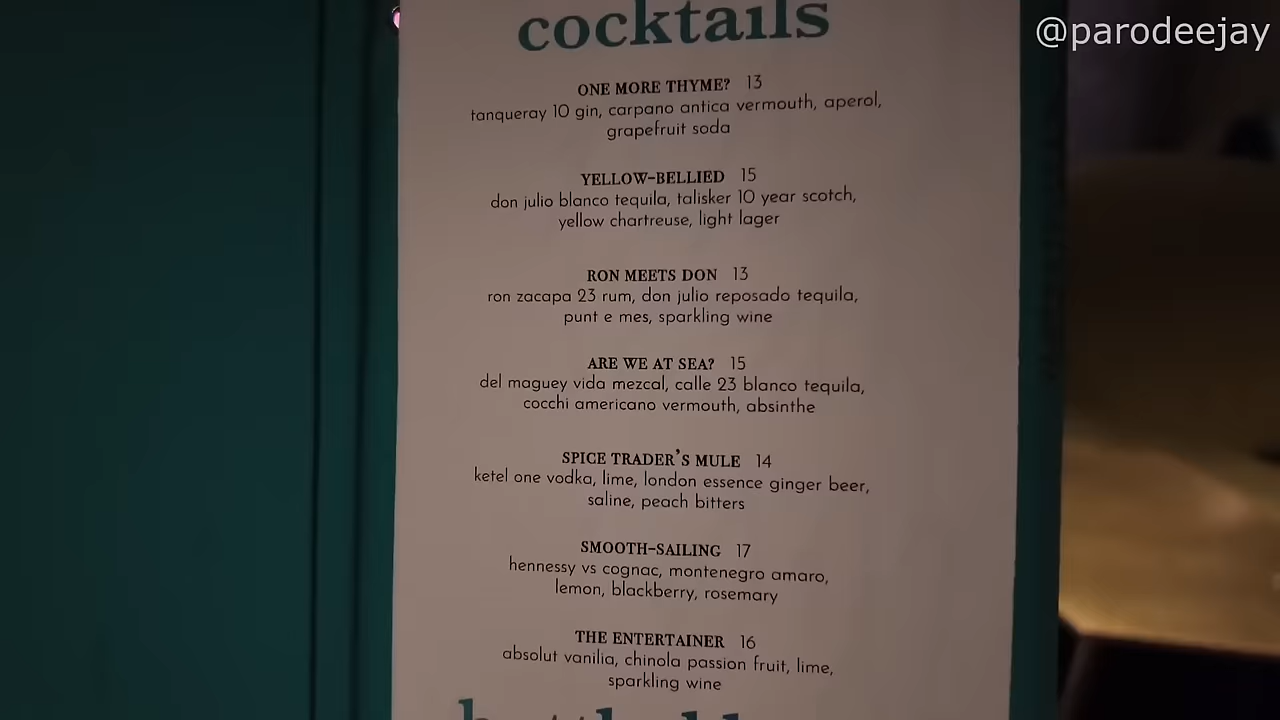 @parodeejay
cocktails
ONE MORE THYME? 13
tanqueray 10 gin, carpano antica vermouth, aperol,
grapefruit soda
YELLOW-BELLIED 15
don julio blanco tequila, talisker 10 year scotch,
yellow chartreuse, light lager
RON MEETS DON 13
ron zacapa 23 rum, don julio reposado tequila,
punt e mes, sparkling wine
ARE WE AT SEA? 15
del maguey vida mezcal, calle 23 blanco tequila,
cocchi americano vermouth, absinthe
SPICE TRADER'S MULE 14
ketel one vodka, lime, london essence ginger beer,
saline, peach bitters
SMOOTH-SAILING 17
hennessy vs cognac, montenegro amaro,
lemon, blackberry, rosemary
THE ENTERTAINER 16
absolut vanilia, chinola passion fruit, lime,
sparkling wine